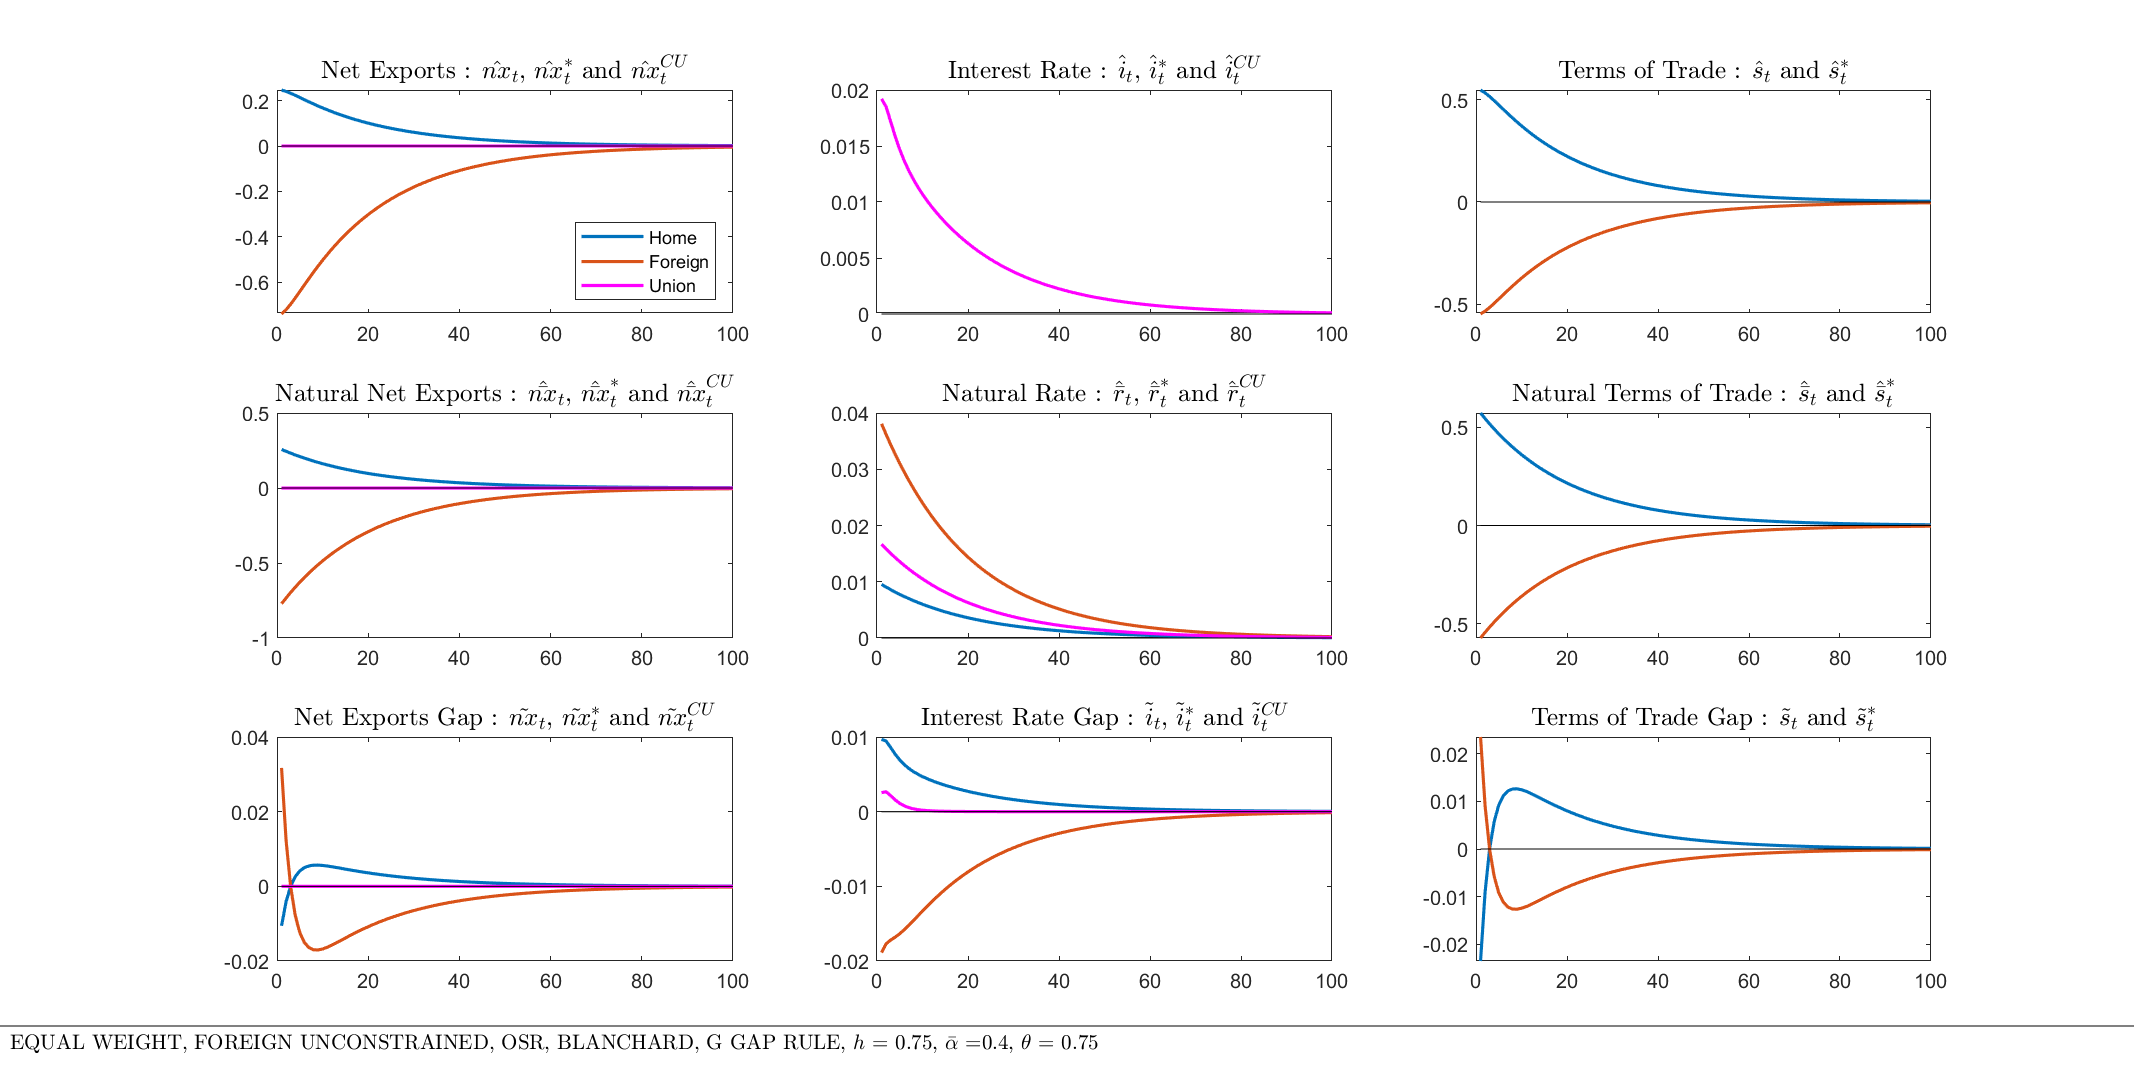 Net Exports : n̂x_t, n̂x_t^* and n̂x_t^CU
0.2
0
-0.2
-0.4
-0.6
0 20 40 60 80 100
Home
Foreign
Union
Interest Rate : î_t, î_t^* and î_t^CU
0.02
0.015
0.01
0.005
0
0 20 40 60 80 100
Terms of Trade : ŝ_t and ŝ_t^*
0.5
0
-0.5
0 20 40 60 80 100
Natural Net Exports : n̄̂x_t, n̄̂x_t^* and n̄̂x_t^CU
0.5
0
-0.5
-1
0 20 40 60 80 100
Natural Rate : r̄̂_t, r̄̂_t^* and r̄̂_t^CU
0.04
0.03
0.02
0.01
0
0 20 40 60 80 100
Natural Terms of Trade : s̄̂_t and s̄̂_t^*
0.5
0
-0.5
0 20 40 60 80 100
Net Exports Gap : ñx_t, ñx_t^* and ñx_t^CU
0.04
0.02
0
-0.02
0 20 40 60 80 100
Interest Rate Gap : ĩ_t, ĩ_t^* and ĩ_t^CU
0.01
0
-0.01
-0.02
0 20 40 60 80 100
Terms of Trade Gap : s̃_t and s̃_t^*
0.02
0.01
0
-0.01
-0.02
0 20 40 60 80 100
EQUAL WEIGHT, FOREIGN UNCONSTRAINED, OSR, BLANCHARD, G GAP RULE, h = 0.75, ᾱ =0.4, θ = 0.75